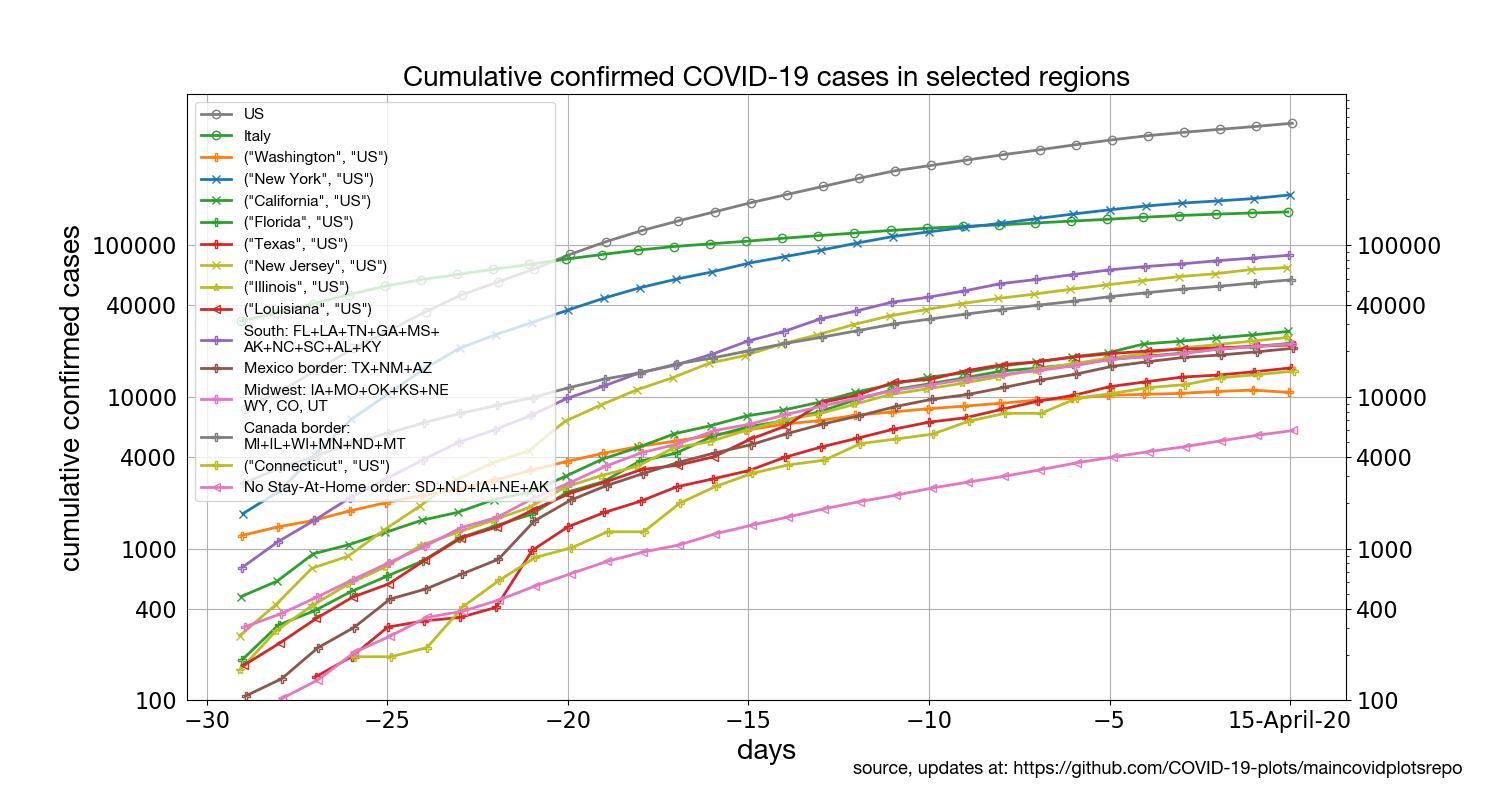 Cumulative confirmed COVID-19 cases in selected regions
cumulative confirmed cases
100000
40000
10000
4000
1000
400
100
US
Italy
("Washington", "US")
("New York", "US")
("California", "US")
("Florida", "US")
("Texas", "US")
("New Jersey", "US")
("Illinois", "US")
("Louisiana", "US")
South: FL+LA+TN+GA+MS+
AK+NC+SC+AL+KY
Mexico border: TX+NM+AZ
Midwest: IA+MO+OK+KS+NE
WY, CO, UT
Canada border:
MI+IL+WI+MN+ND+MT
("Connecticut", "US")
No Stay-At-Home order: SD+ND+IA+NE+AK
100000
40000
10000
4000
1000
400
100
−30
−25
−20
−15
−10
−5
15-April-20
days
source, updates at: https://github.com/COVID-19-plots/maincovidplotsrepo